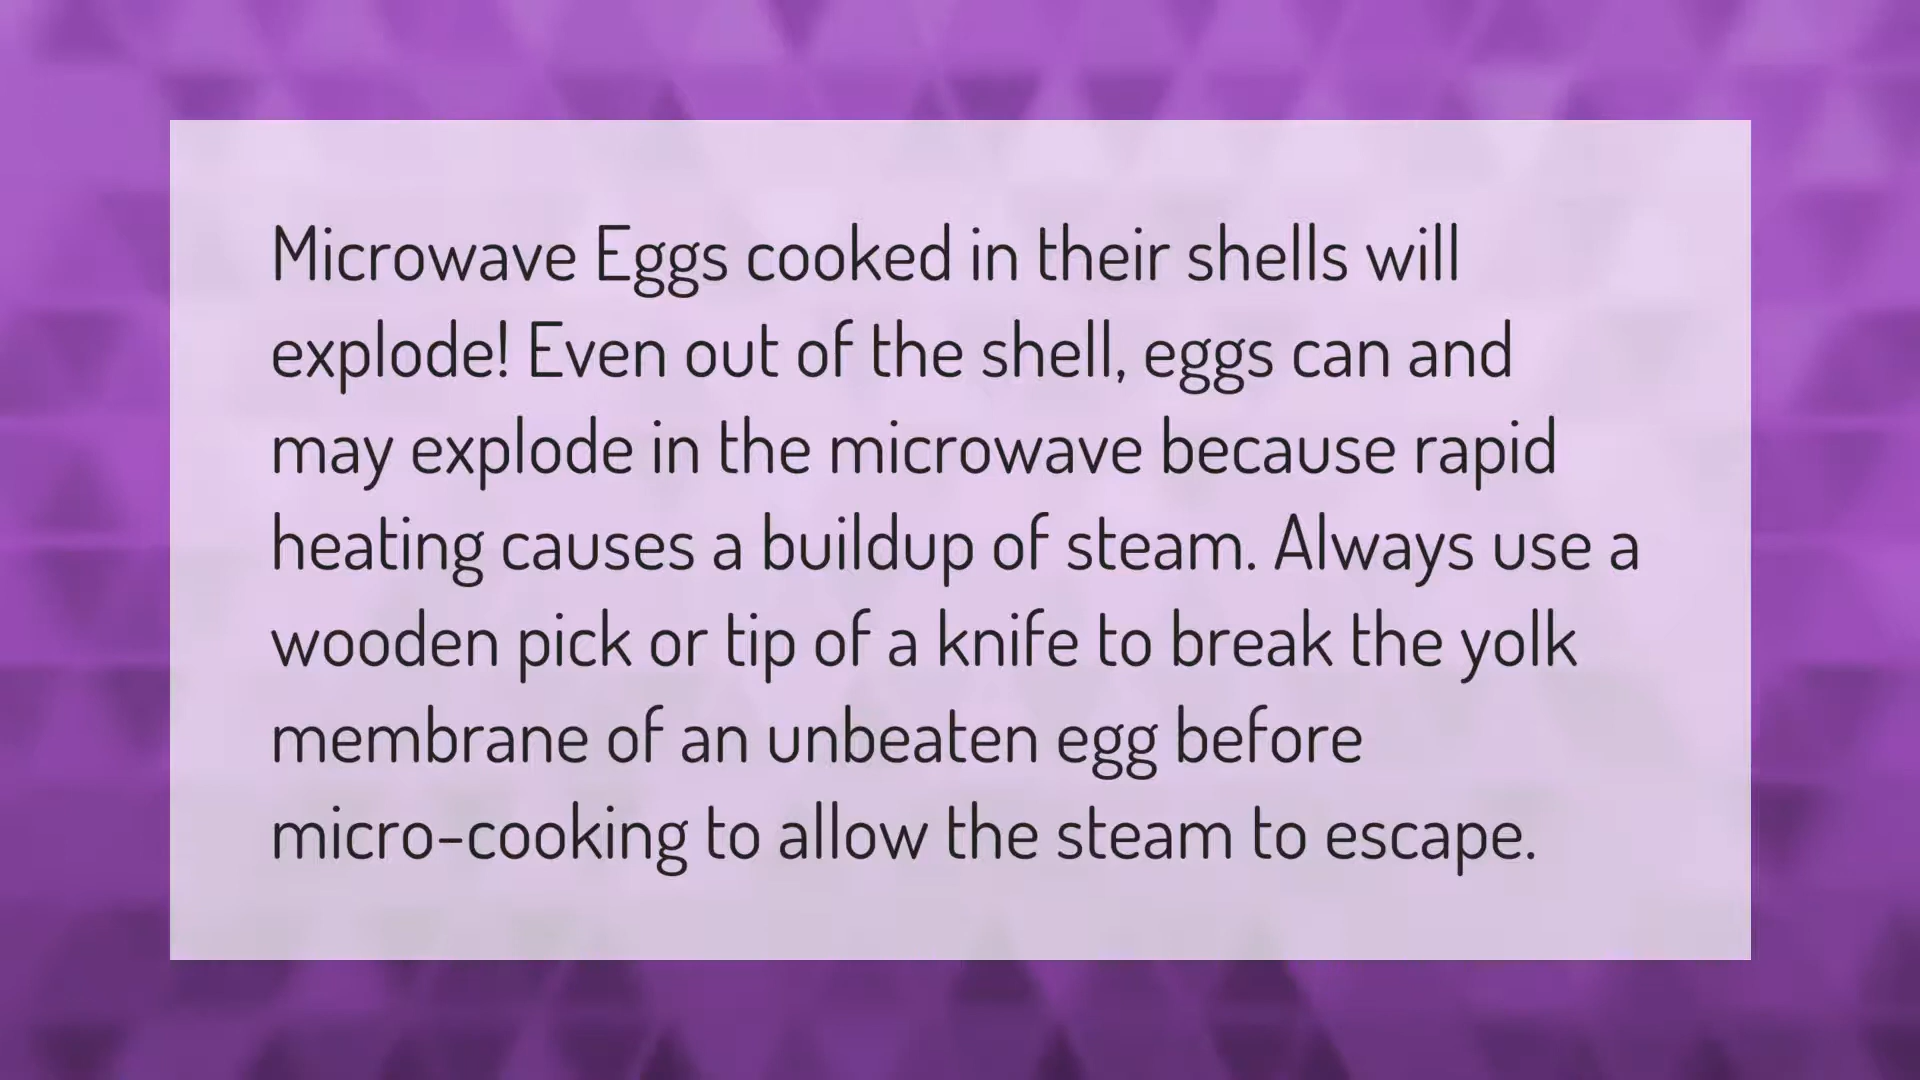 Microwave Eggs cooked in their shells will
explode! Even out of the shell, eggs can and
may explode in the microwave because rapid
heating causes a buildup of steam. Always use a
wooden pick or tip of a knife to break the yolk
membrane of an unbeaten egg before
micro-cooking to allow the steam to escape.